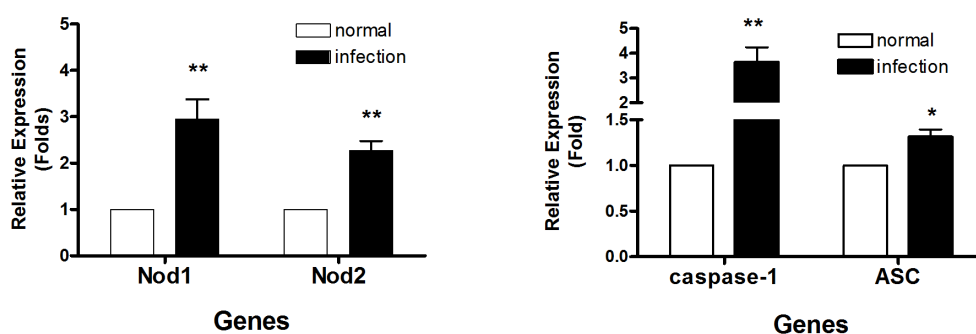 Relative Expression
(Folds)
5
4
3
2
1
0
normal
infection
**
**
Nod1
Nod2
Genes
Relative Expression
(Fold)
5
4
3
2
1.5
1.0
0.5
0.0
normal
infection
**
*
caspase-1
ASC
Genes